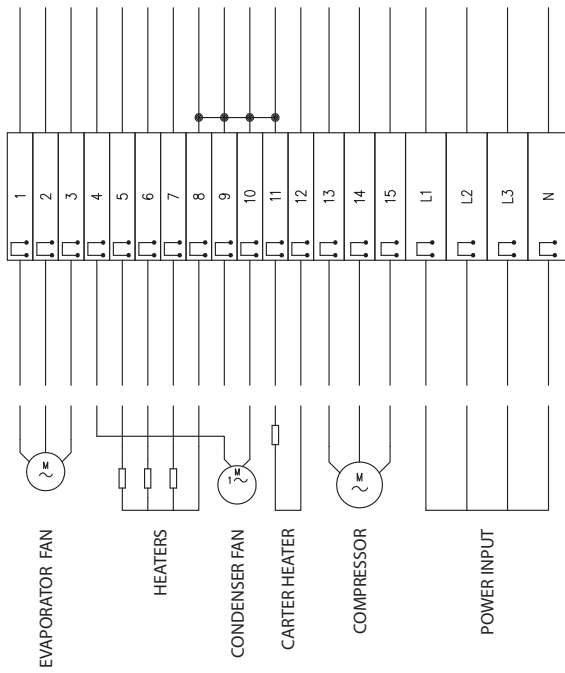 1
2
3
4
5
6
7
8
9
10
11
12
13
14
15
L1
L2
L3
N
M
M
1
M
EVAPORATOR FAN
HEATERS
CONDENSER FAN
CARTER HEATER
COMPRESSOR
POWER INPUT